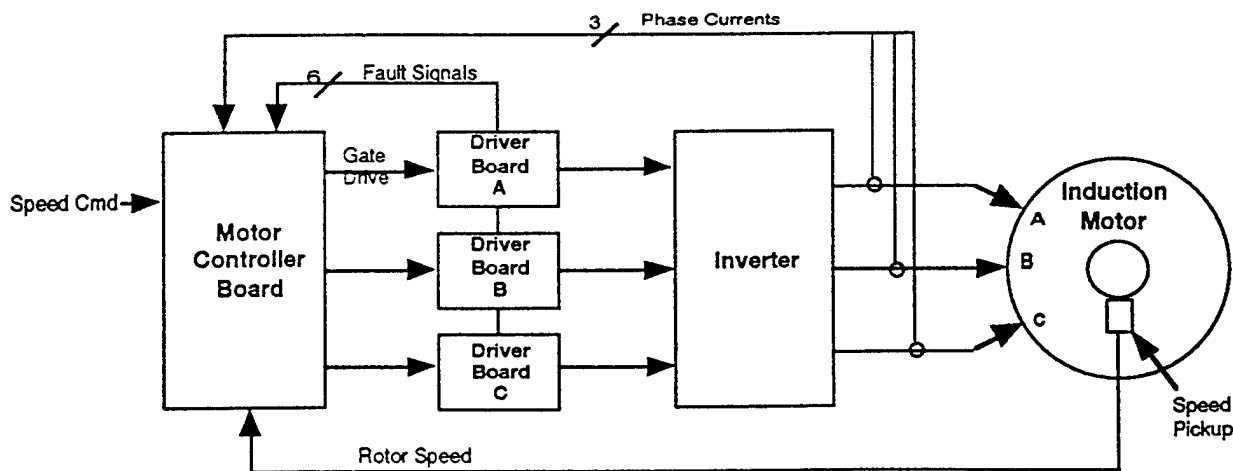 3 Phase Currents
6 Fault Signals
Speed Cmd
Motor
Controller
Board
Gate
Drive
Driver
Board
A
Driver
Board
B
Driver
Board
C
Inverter
Induction
Motor
A
B
C
Speed
Pickup
Rotor Speed